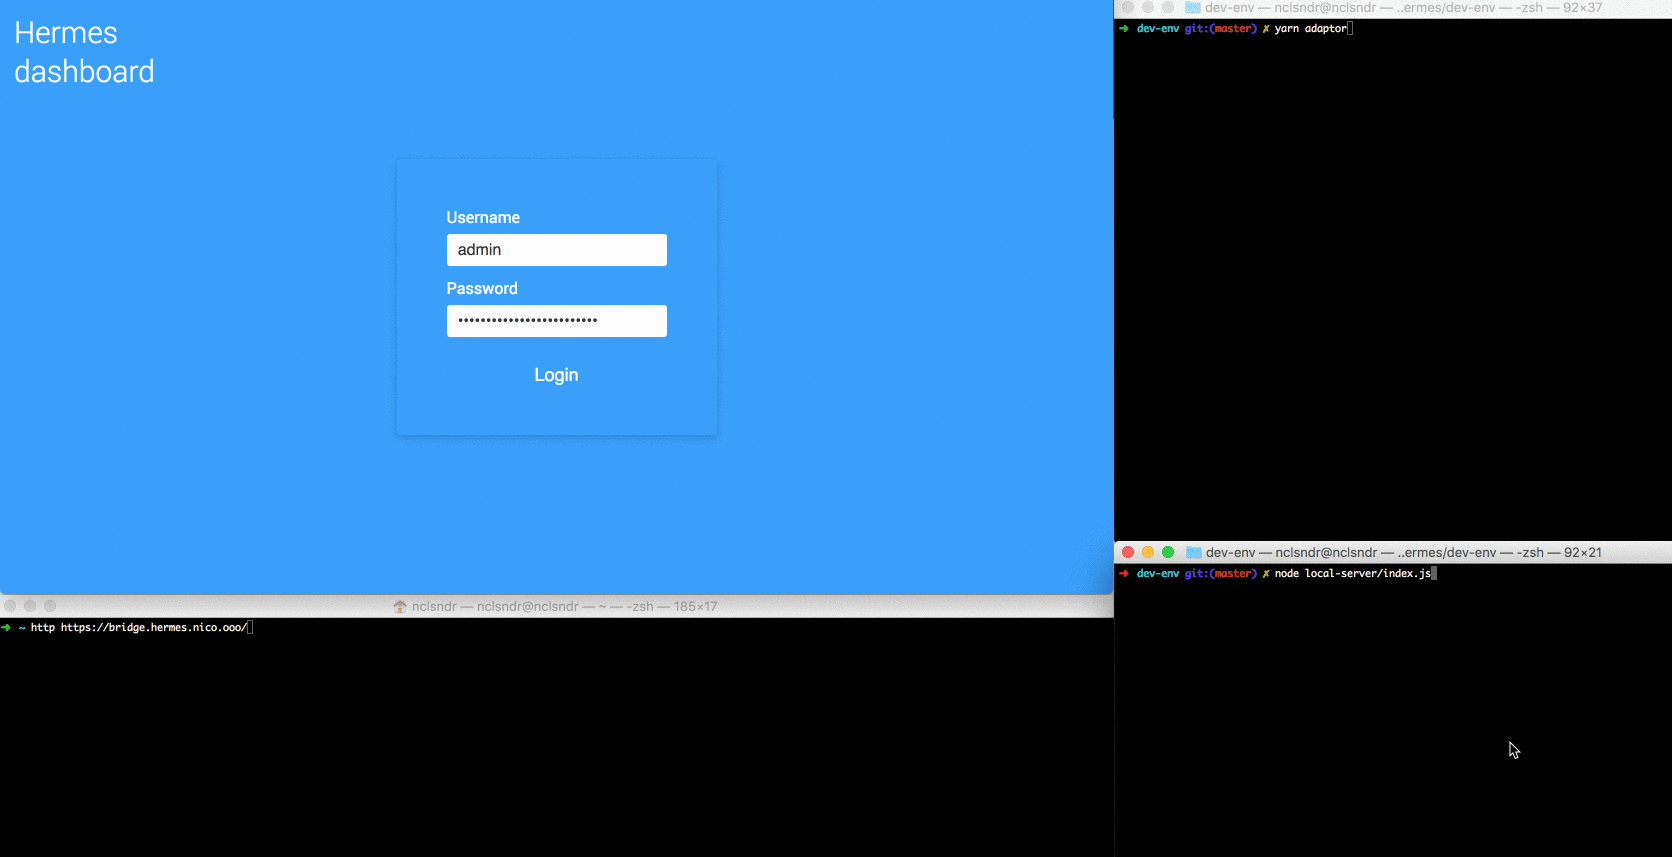 Hermes
dashboard
Username
admin
Password
•••••••••••••••••••••••••
Login
dev-env — nclsndr@nclsndr — ..ermes/dev-env — -zsh — 92×37
➜ dev-env git:(master) ✗ yarn adaptor
dev-env — nclsndr@nclsndr — ..ermes/dev-env — -zsh — 92×21
➜ dev-env git:(master) ✗ node local-server/index.js
nclsndr — nclsndr@nclsndr — ~ — -zsh — 185×17
➜ ~ http https://bridge.hermes.nico.ooo/